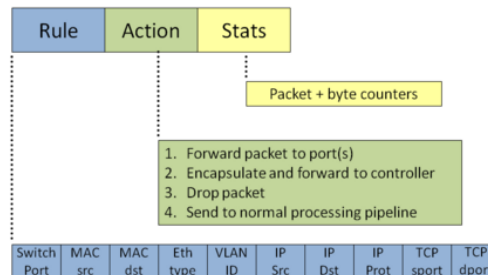 Rule Action Stats
Packet + byte counters
1. Forward packet to port(s)
2. Encapsulate and forward to controller
3. Drop packet
4. Send to normal processing pipeline
Switch MAC MAC Eth VLAN IP IP IP TCP TCP
Port src dst type ID Src Dst Prot sport dport